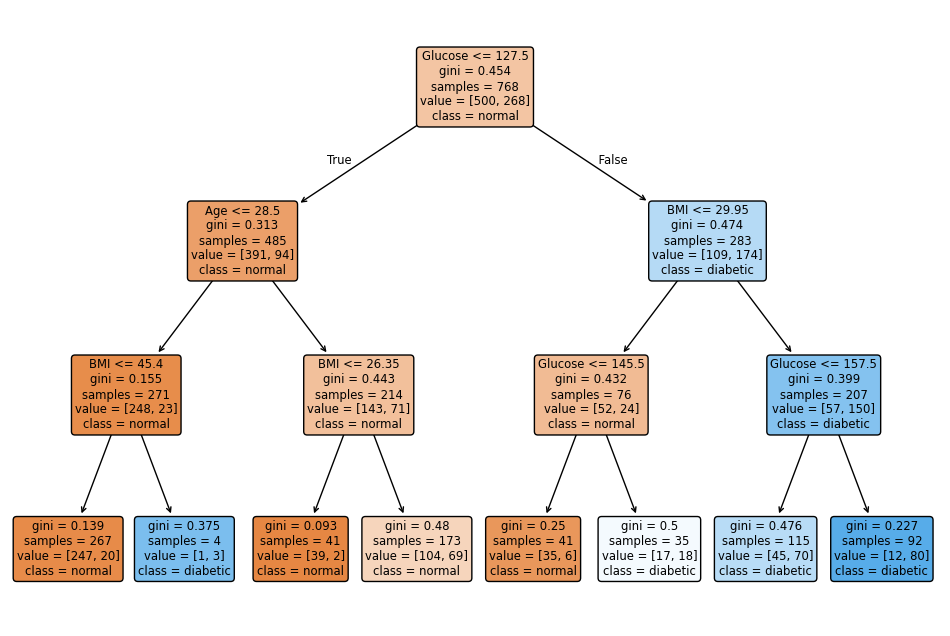 Glucose <= 127.5
gini = 0.454
samples = 768
value = [500, 268]
class = normal
True
False
Age <= 28.5
gini = 0.313
samples = 485
value = [391, 94]
class = normal
BMI <= 29.95
gini = 0.474
samples = 283
value = [109, 174]
class = diabetic
BMI <= 45.4
gini = 0.155
samples = 271
value = [248, 23]
class = normal
BMI <= 26.35
gini = 0.443
samples = 214
value = [143, 71]
class = normal
Glucose <= 145.5
gini = 0.432
samples = 76
value = [52, 24]
class = normal
Glucose <= 157.5
gini = 0.399
samples = 207
value = [57, 150]
class = diabetic
gini = 0.139
samples = 267
value = [247, 20]
class = normal
gini = 0.375
samples = 4
value = [1, 3]
class = diabetic
gini = 0.093
samples = 41
value = [39, 2]
class = normal
gini = 0.48
samples = 173
value = [104, 69]
class = normal
gini = 0.25
samples = 41
value = [35, 6]
class = normal
gini = 0.5
samples = 35
value = [17, 18]
class = diabetic
gini = 0.476
samples = 115
value = [45, 70]
class = diabetic
gini = 0.227
samples = 92
value = [12, 80]
class = diabetic